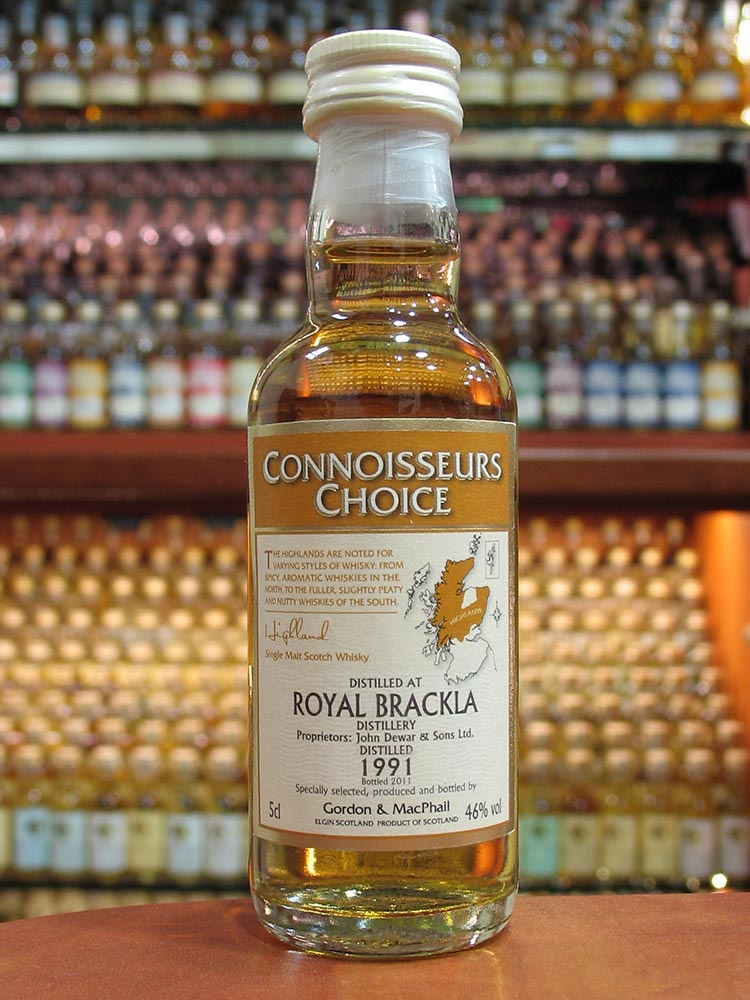 CONNOISSEURS
CHOICE
THE HIGHLANDS ARE NOTED FOR
VARYING STYLES OF WHISKY: FROM
SPICY, AROMATIC WHISKIES IN THE
NORTH, TO THE FULLER, SLIGHTLY PEATY
AND NUTTY WHISKIES OF THE SOUTH.
HIGHLANDS
Highland
Single Malt Scotch Whisky
DISTILLED AT
ROYAL BRACKLA
DISTILLERY
Proprietors: John Dewar & Sons Ltd.
DISTILLED
1991
Bottled 2011
Specially selected, produced and bottled by
5cl Gordon & MacPhail 46% vol
ELGIN SCOTLAND PRODUCT OF SCOTLAND